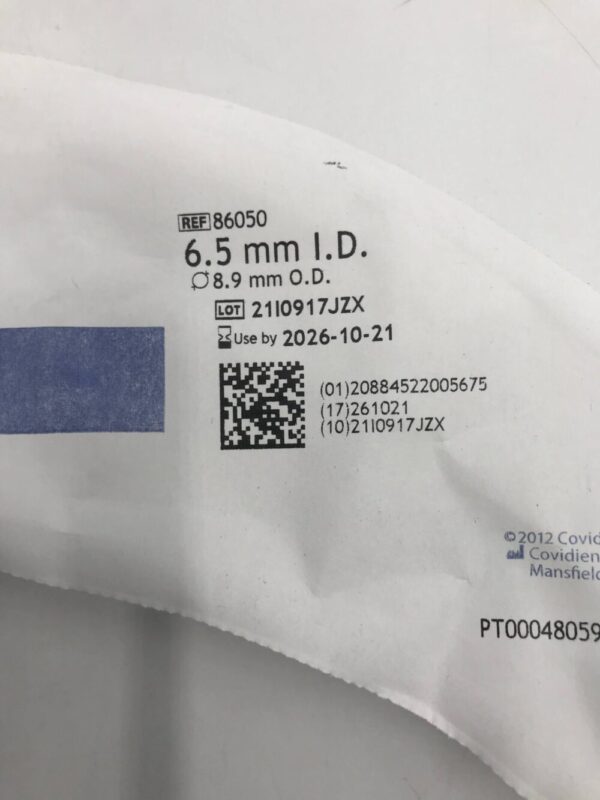 REF 86050
6.5 mm I.D.
8.9 mm O.D.
LOT 21I0917JZX
Use by 2026-10-21
(01)20884522005675
(17)261021
(10)21I0917JZX
©2012 Covid
Covidien
Mansfield
PT00048059